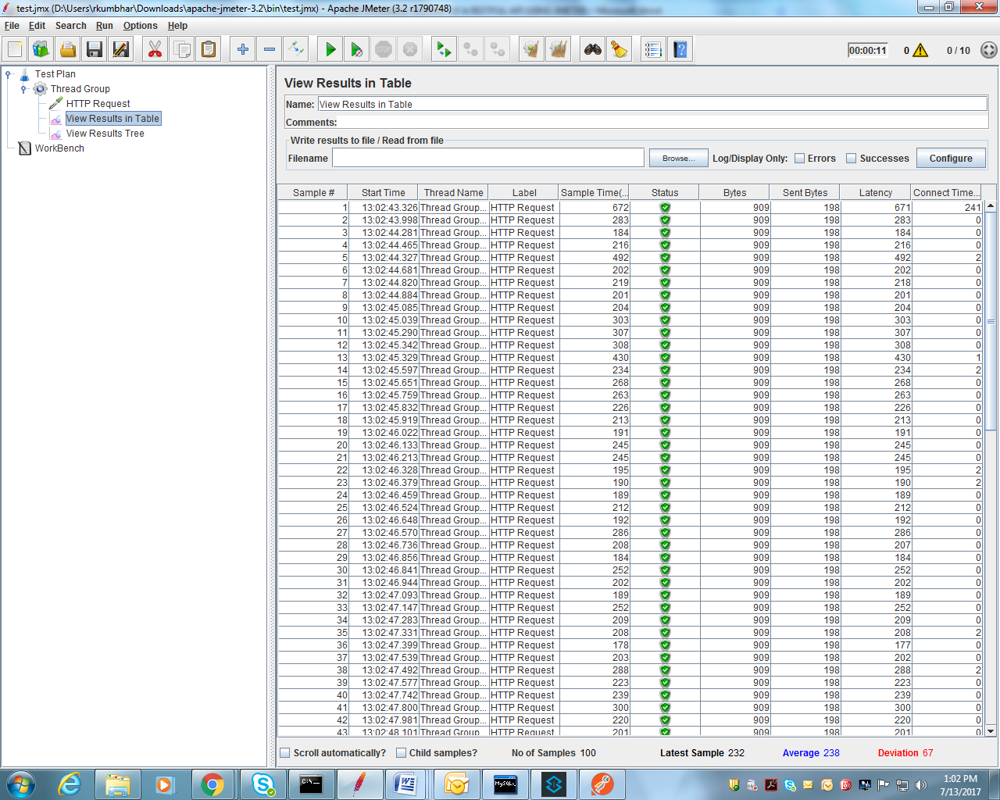 test.jmx (D:\Users\rkumbhar\Downloads\apache-jmeter-3.2\bin\test.jmx) - Apache JMeter (3.2 r1790748)
File Edit Search Run Options Help
00:00:11 0 0 / 10
Test Plan
Thread Group
HTTP Request
View Results in Table
View Results Tree
WorkBench
View Results in Table
Name: View Results in Table
Comments:
Write results to file / Read from file
Filename Browse... Log/Display Only: Errors Successes Configure
Sample # Start Time Thread Name Label Sample Time(... Status Bytes Sent Bytes Latency Connect Time...
1 13:02:43.326 Thread Group... HTTP Request 672 909 198 671 241
2 13:02:43.998 Thread Group... HTTP Request 283 909 198 283 0
3 13:02:44.281 Thread Group... HTTP Request 184 909 198 184 0
4 13:02:44.465 Thread Group... HTTP Request 216 909 198 216 0
5 13:02:44.327 Thread Group... HTTP Request 492 909 198 492 2
6 13:02:44.681 Thread Group... HTTP Request 202 909 198 202 0
7 13:02:44.820 Thread Group... HTTP Request 219 909 198 218 0
8 13:02:44.884 Thread Group... HTTP Request 201 909 198 201 0
9 13:02:45.085 Thread Group... HTTP Request 204 909 198 204 0
10 13:02:45.039 Thread Group... HTTP Request 303 909 198 303 0
11 13:02:45.290 Thread Group... HTTP Request 307 909 198 307 0
12 13:02:45.342 Thread Group... HTTP Request 308 909 198 308 0
13 13:02:45.329 Thread Group... HTTP Request 430 909 198 430 1
14 13:02:45.597 Thread Group... HTTP Request 234 909 198 234 2
15 13:02:45.651 Thread Group... HTTP Request 268 909 198 268 0
16 13:02:45.759 Thread Group... HTTP Request 263 909 198 263 0
17 13:02:45.832 Thread Group... HTTP Request 226 909 198 226 0
18 13:02:45.919 Thread Group... HTTP Request 213 909 198 213 0
19 13:02:46.022 Thread Group... HTTP Request 191 909 198 191 0
20 13:02:46.133 Thread Group... HTTP Request 245 909 198 245 0
21 13:02:46.213 Thread Group... HTTP Request 245 909 198 245 0
22 13:02:46.328 Thread Group... HTTP Request 195 909 198 195 2
23 13:02:46.379 Thread Group... HTTP Request 190 909 198 190 2
24 13:02:46.459 Thread Group... HTTP Request 189 909 198 189 0
25 13:02:46.524 Thread Group... HTTP Request 212 909 198 212 0
26 13:02:46.648 Thread Group... HTTP Request 192 909 198 192 0
27 13:02:46.570 Thread Group... HTTP Request 286 909 198 286 0
28 13:02:46.736 Thread Group... HTTP Request 208 909 198 207 0
29 13:02:46.856 Thread Group... HTTP Request 184 909 198 184 0
30 13:02:46.841 Thread Group... HTTP Request 252 909 198 252 0
31 13:02:46.944 Thread Group... HTTP Request 202 909 198 202 0
32 13:02:47.093 Thread Group... HTTP Request 189 909 198 189 0
33 13:02:47.147 Thread Group... HTTP Request 252 909 198 252 0
34 13:02:47.283 Thread Group... HTTP Request 209 909 198 209 0
35 13:02:47.331 Thread Group... HTTP Request 208 909 198 208 2
36 13:02:47.399 Thread Group... HTTP Request 178 909 198 177 0
37 13:02:47.539 Thread Group... HTTP Request 203 909 198 202 0
38 13:02:47.492 Thread Group... HTTP Request 288 909 198 288 2
39 13:02:47.577 Thread Group... HTTP Request 223 909 198 223 0
40 13:02:47.742 Thread Group... HTTP Request 239 909 198 239 0
41 13:02:47.800 Thread Group... HTTP Request 300 909 198 300 0
42 13:02:47.981 Thread Group... HTTP Request 220 909 198 220 0
43 13:02:48.101 Thread Group... HTTP Request 201 909 198 201 0
Scroll automatically? Child samples? No of Samples 100 Latest Sample 232 Average 238 Deviation 67
1:02 PM
7/13/2017